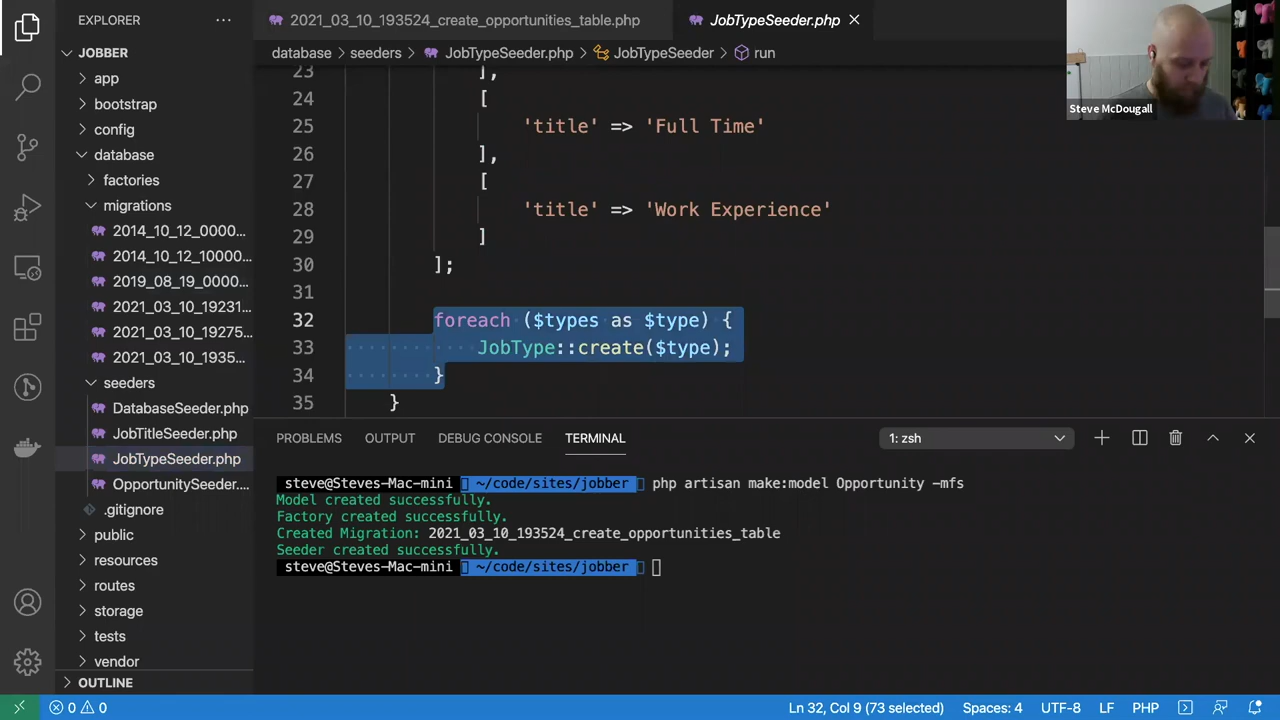 EXPLORER
2021_03_10_193524_create_opportunities_table.php
JobTypeSeeder.php
JOBBER
database
seeders
JobTypeSeeder.php
JobTypeSeeder
run
app
bootstrap
config
database
factories
migrations
2014_10_12_0000...
2014_10_12_10000...
2019_08_19_0000...
2021_03_10_19231...
2021_03_10_19275...
2021_03_10_1935...
seeders
DatabaseSeeder.php
JobTitleSeeder.php
JobTypeSeeder.php
OpportunitySeeder....
.gitignore
public
resources
routes
storage
tests
vendor
OUTLINE
23 ],
24 [
25 'title' => 'Full Time'
26 ],
27 [
28 'title' => 'Work Experience'
29 ]
30 ];
31
32 foreach ($types as $type) {
33 JobType::create($type);
34 }
35 }
Steve McDougall
PROBLEMS
OUTPUT
DEBUG CONSOLE
TERMINAL
1: zsh
steve@Steves-Mac-mini ~/code/sites/jobber php artisan make:model Opportunity -mfs
Model created successfully.
Factory created successfully.
Created Migration: 2021_03_10_193524_create_opportunities_table
Seeder created successfully.
steve@Steves-Mac-mini ~/code/sites/jobber
0 0
Ln 32, Col 9 (73 selected)
Spaces: 4
UTF-8
LF
PHP